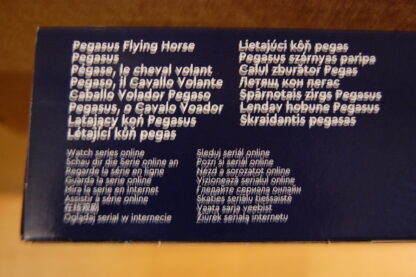 Pegasus Flying Horse
Pegasus
Pégase, le cheval volant
Pegaso, il Cavallo Volante
Caballo Volador Pegaso
Pegasus, o Cavalo Voador
Latający koń Pegasus
Létající kůň pegas
Lietajúci kôň pegas
Pegasus szárnyas paripa
Calul zburător Pegas
Летящ кон пегас
Spārnotais zirgs Pegasus
Lendav hobune Pegasus
Skraidantis pegasas
Watch series online
Schau dir die Serie online an
Regarde la série en ligne
Guarda la serie online
Mira la serie en internet
Assistir à série online
Oglądaj serial w internecie
Sleduj seriál online
Pozri si seriál online
Nézd a sorozatot online
Vizionează serialul online
Гледайте сериала онлайн
Skaties seriālu tiešsaistē
Vaata sarja veebist
Žiūrėk serialą internetu